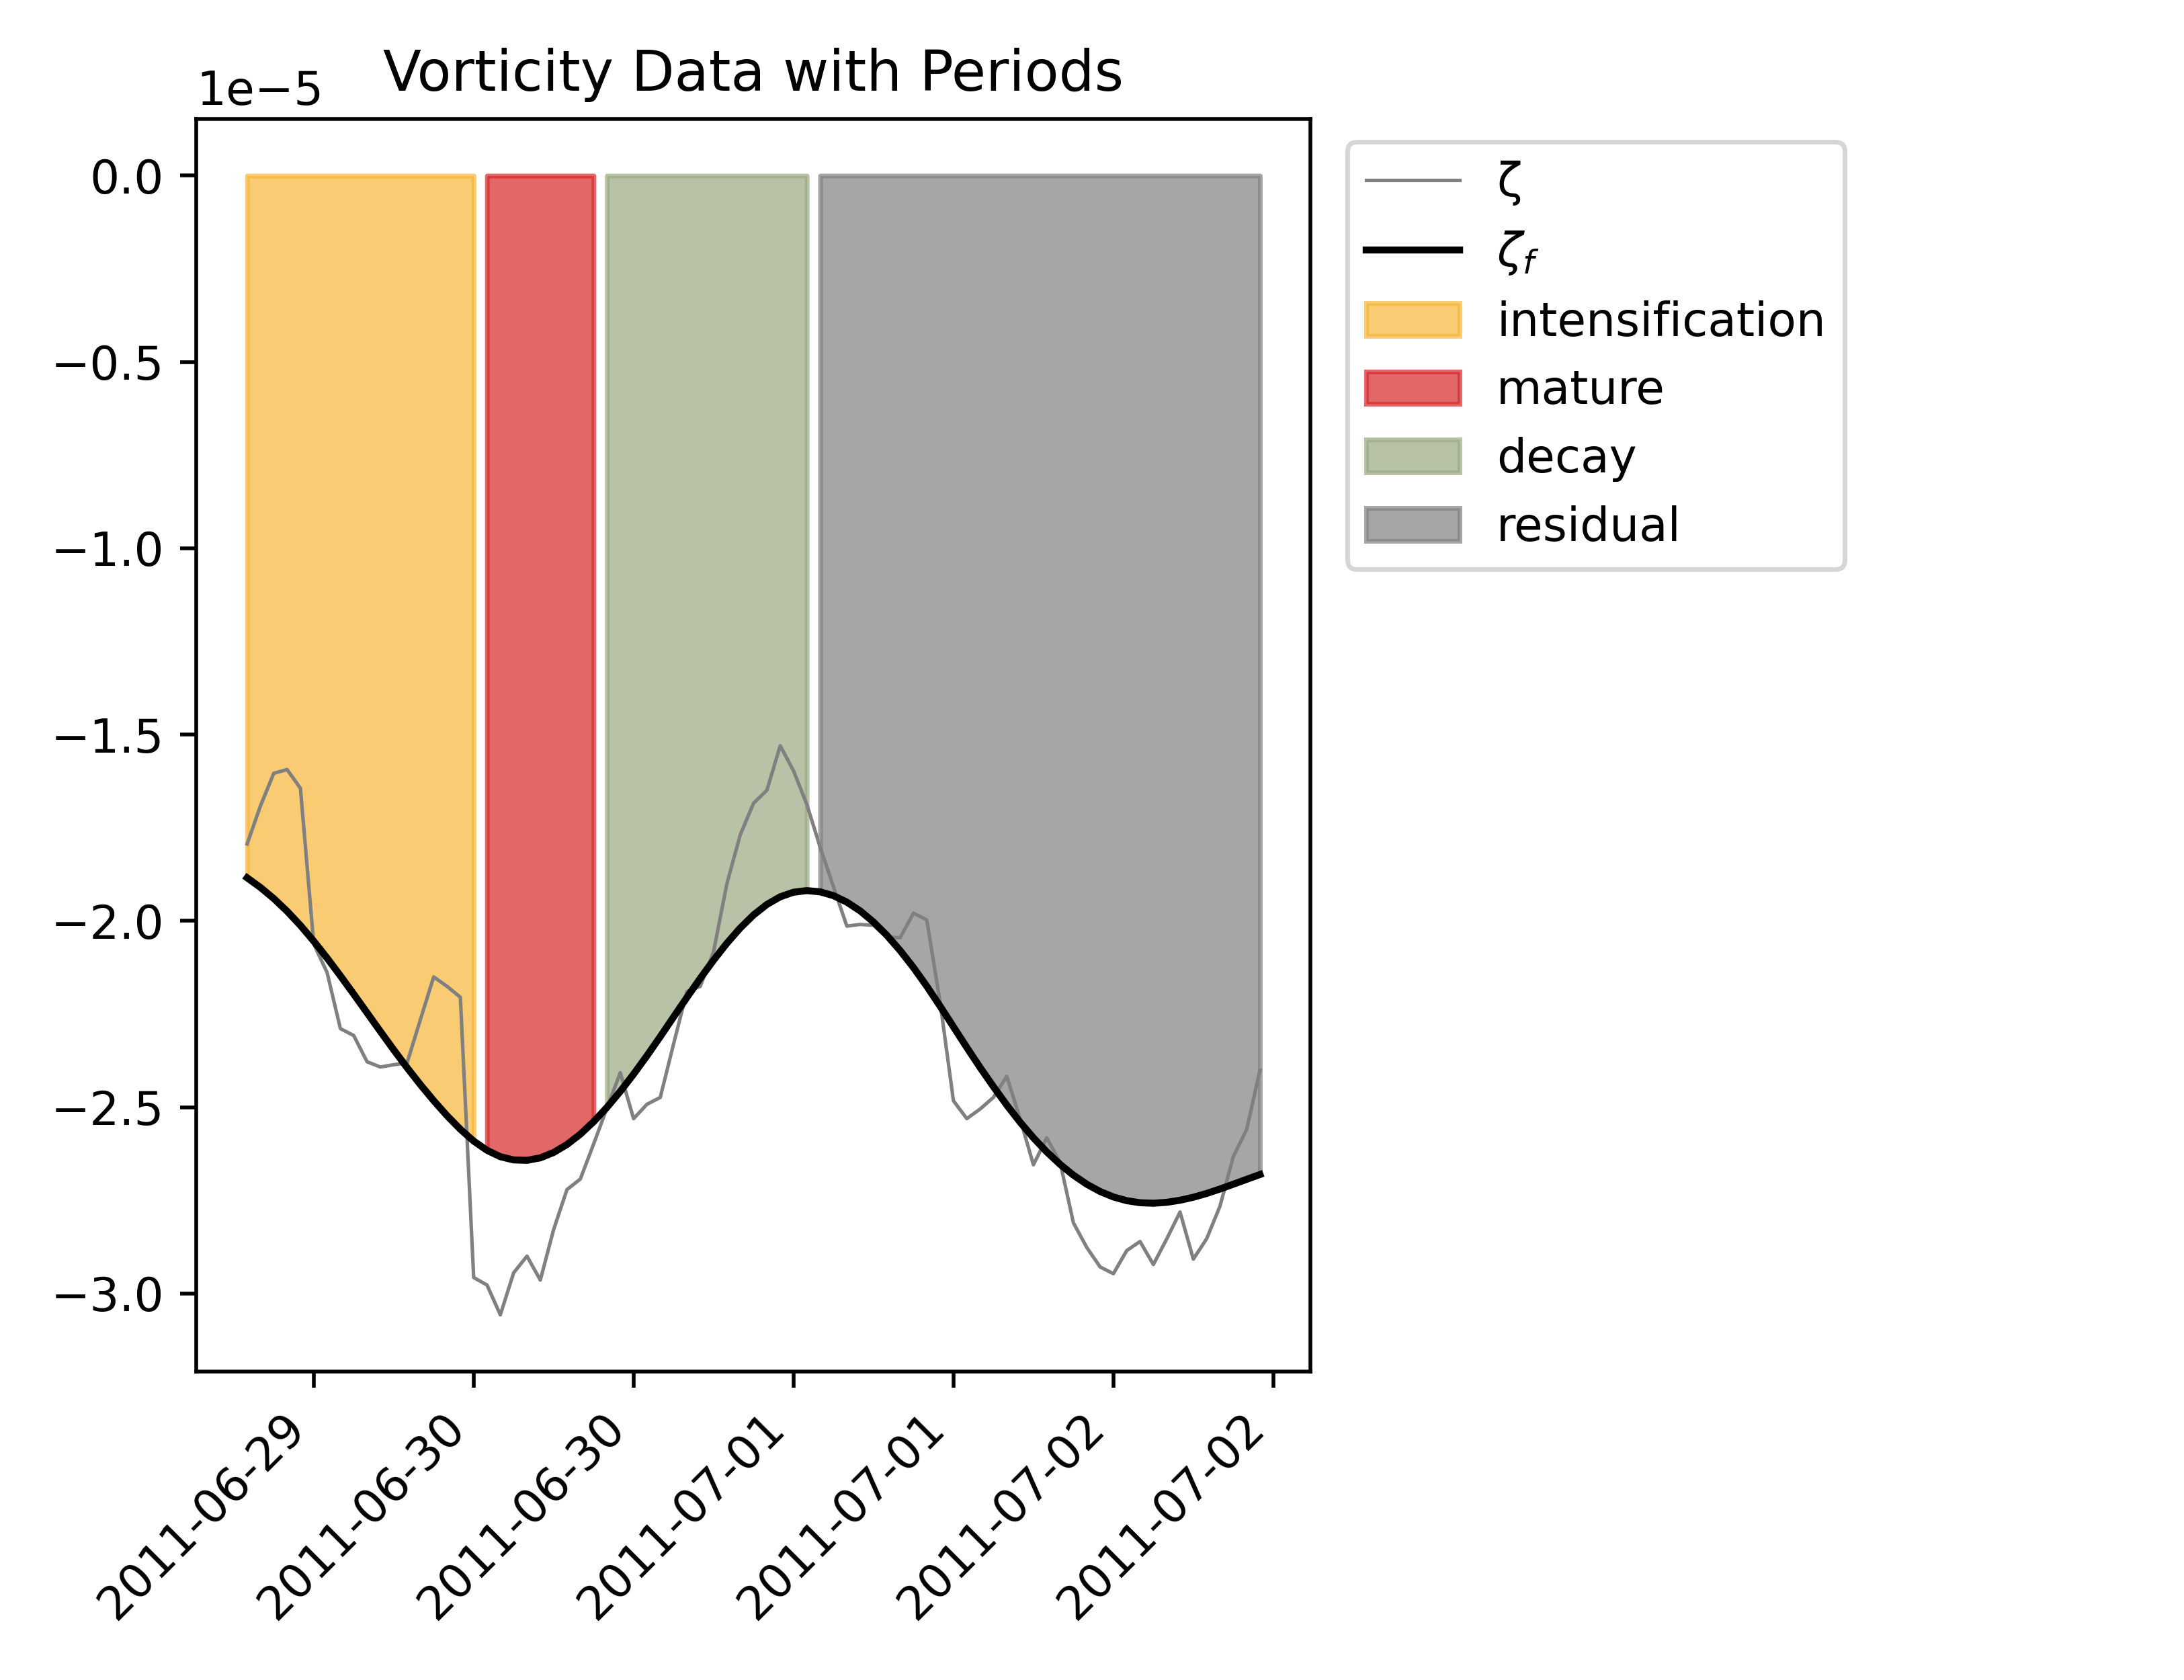 Vorticity Data with Periods
1e−5
0.0
−0.5
−1.0
−1.5
−2.0
−2.5
−3.0
2011-06-29
2011-06-30
2011-06-30
2011-07-01
2011-07-01
2011-07-02
2011-07-02
ζ
ζf
intensification
mature
decay
residual